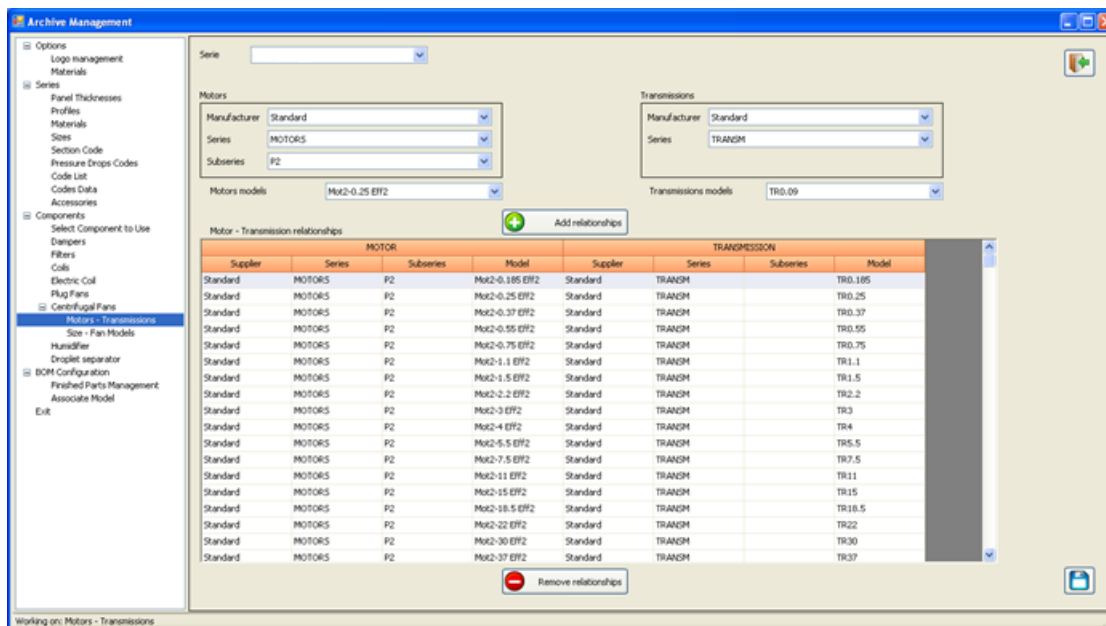 Archive Management
Options
Logo management
Materials
Series
Panel Thicknesses
Profiles
Materials
Sizes
Section Code
Pressure Drops Codes
Code List
Codes Data
Accessories
Components
Select Component to Use
Dampers
Filters
Coils
Electric Coil
Plug Fans
Centrifugal Fans
Motors - Transmissions
Size - Fan Models
Humidifier
Droplet separator
BOM Configuration
Finished Parts Management
Associate Model
Exit
Serie
Motors Transmissions
Manufacturer Standard Manufacturer Standard
Series MOTORS Series TRANSM
Subseries P2
Motors models Mot2-0.25 Eff2 Transmissions models TR0.09
Add relationships
Motor - Transmission relationships
MOTOR TRANSMISSION
Supplier Series Subseries Model Supplier Series Subseries Model
Standard MOTORS P2 Mot2-0.185 Eff2 Standard TRANSM TR0.185
Standard MOTORS P2 Mot2-0.25 Eff2 Standard TRANSM TR0.25
Standard MOTORS P2 Mot2-0.37 Eff2 Standard TRANSM TR0.37
Standard MOTORS P2 Mot2-0.55 Eff2 Standard TRANSM TR0.55
Standard MOTORS P2 Mot2-0.75 Eff2 Standard TRANSM TR0.75
Standard MOTORS P2 Mot2-1.1 Eff2 Standard TRANSM TR1.1
Standard MOTORS P2 Mot2-1.5 Eff2 Standard TRANSM TR1.5
Standard MOTORS P2 Mot2-2.2 Eff2 Standard TRANSM TR2.2
Standard MOTORS P2 Mot2-3 Eff2 Standard TRANSM TR3
Standard MOTORS P2 Mot2-4 Eff2 Standard TRANSM TR4
Standard MOTORS P2 Mot2-5.5 Eff2 Standard TRANSM TR5.5
Standard MOTORS P2 Mot2-7.5 Eff2 Standard TRANSM TR7.5
Standard MOTORS P2 Mot2-11 Eff2 Standard TRANSM TR11
Standard MOTORS P2 Mot2-15 Eff2 Standard TRANSM TR15
Standard MOTORS P2 Mot2-18.5 Eff2 Standard TRANSM TR18.5
Standard MOTORS P2 Mot2-22 Eff2 Standard TRANSM TR22
Standard MOTORS P2 Mot2-30 Eff2 Standard TRANSM TR30
Standard MOTORS P2 Mot2-37 Eff2 Standard TRANSM TR37
Remove relationships
Working on: Motors - Transmissions